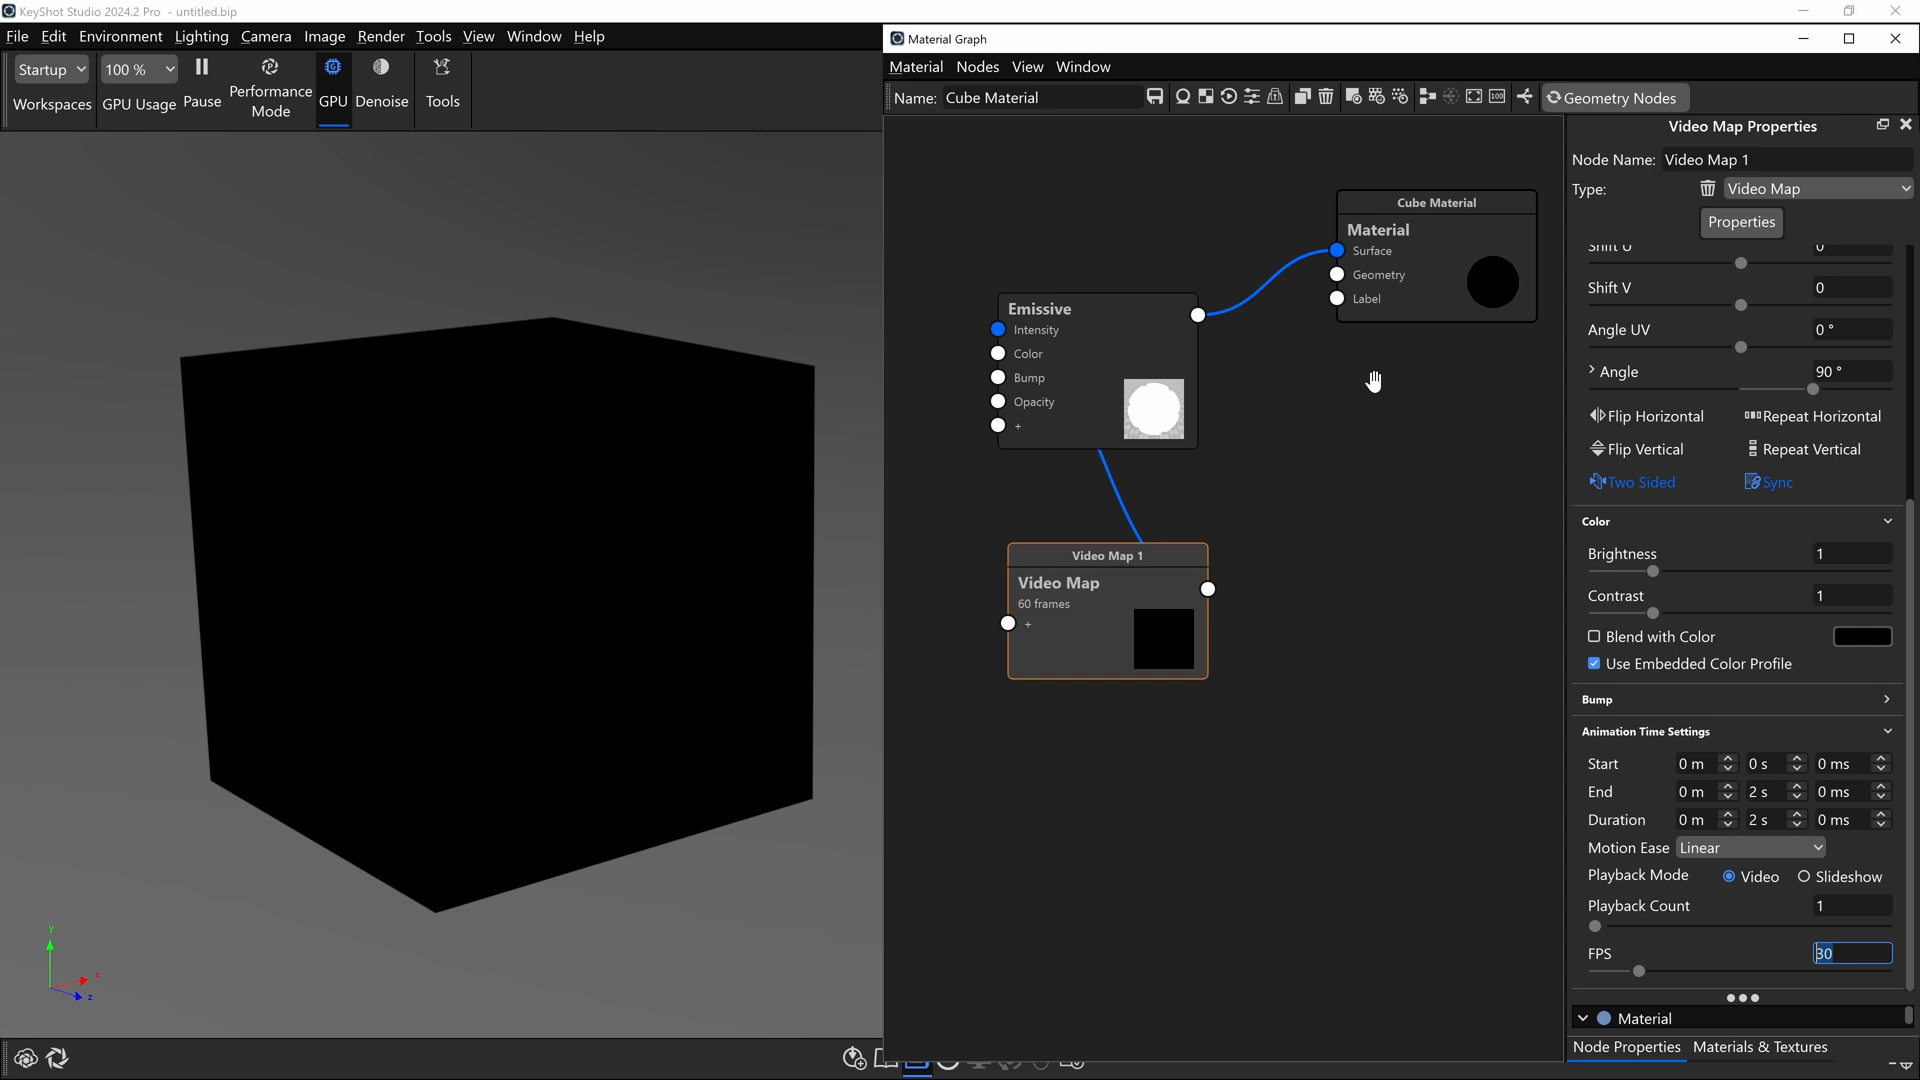 KeyShot Studio 2024.2 Pro - untitled.bip
File Edit Environment Lighting Camera Image Render Tools View Window Help
Startup
100 %
Workspaces
GPU Usage
Pause
Performance
Mode
GPU
Denoise
Tools
Material Graph
Material Nodes View Window
Name: Cube Material
Geometry Nodes
Cube Material
Material
Surface
Geometry
Label
Emissive
Intensity
Color
Bump
Opacity
+
Video Map 1
Video Map
60 frames
+
y
x
z
Video Map Properties
Node Name: Video Map 1
Type: Video Map
Properties
Shift U 0
Shift V 0
Angle UV 0 °
Angle 90 °
Flip Horizontal Repeat Horizontal
Flip Vertical Repeat Vertical
Two Sided Sync
Color
Brightness 1
Contrast 1
Blend with Color
Use Embedded Color Profile
Bump
Animation Time Settings
Start 0 m 0 s 0 ms
End 0 m 2 s 0 ms
Duration 0 m 2 s 0 ms
Motion Ease Linear
Playback Mode Video Slideshow
Playback Count 1
FPS 30
Material
Node Properties Materials & Textures